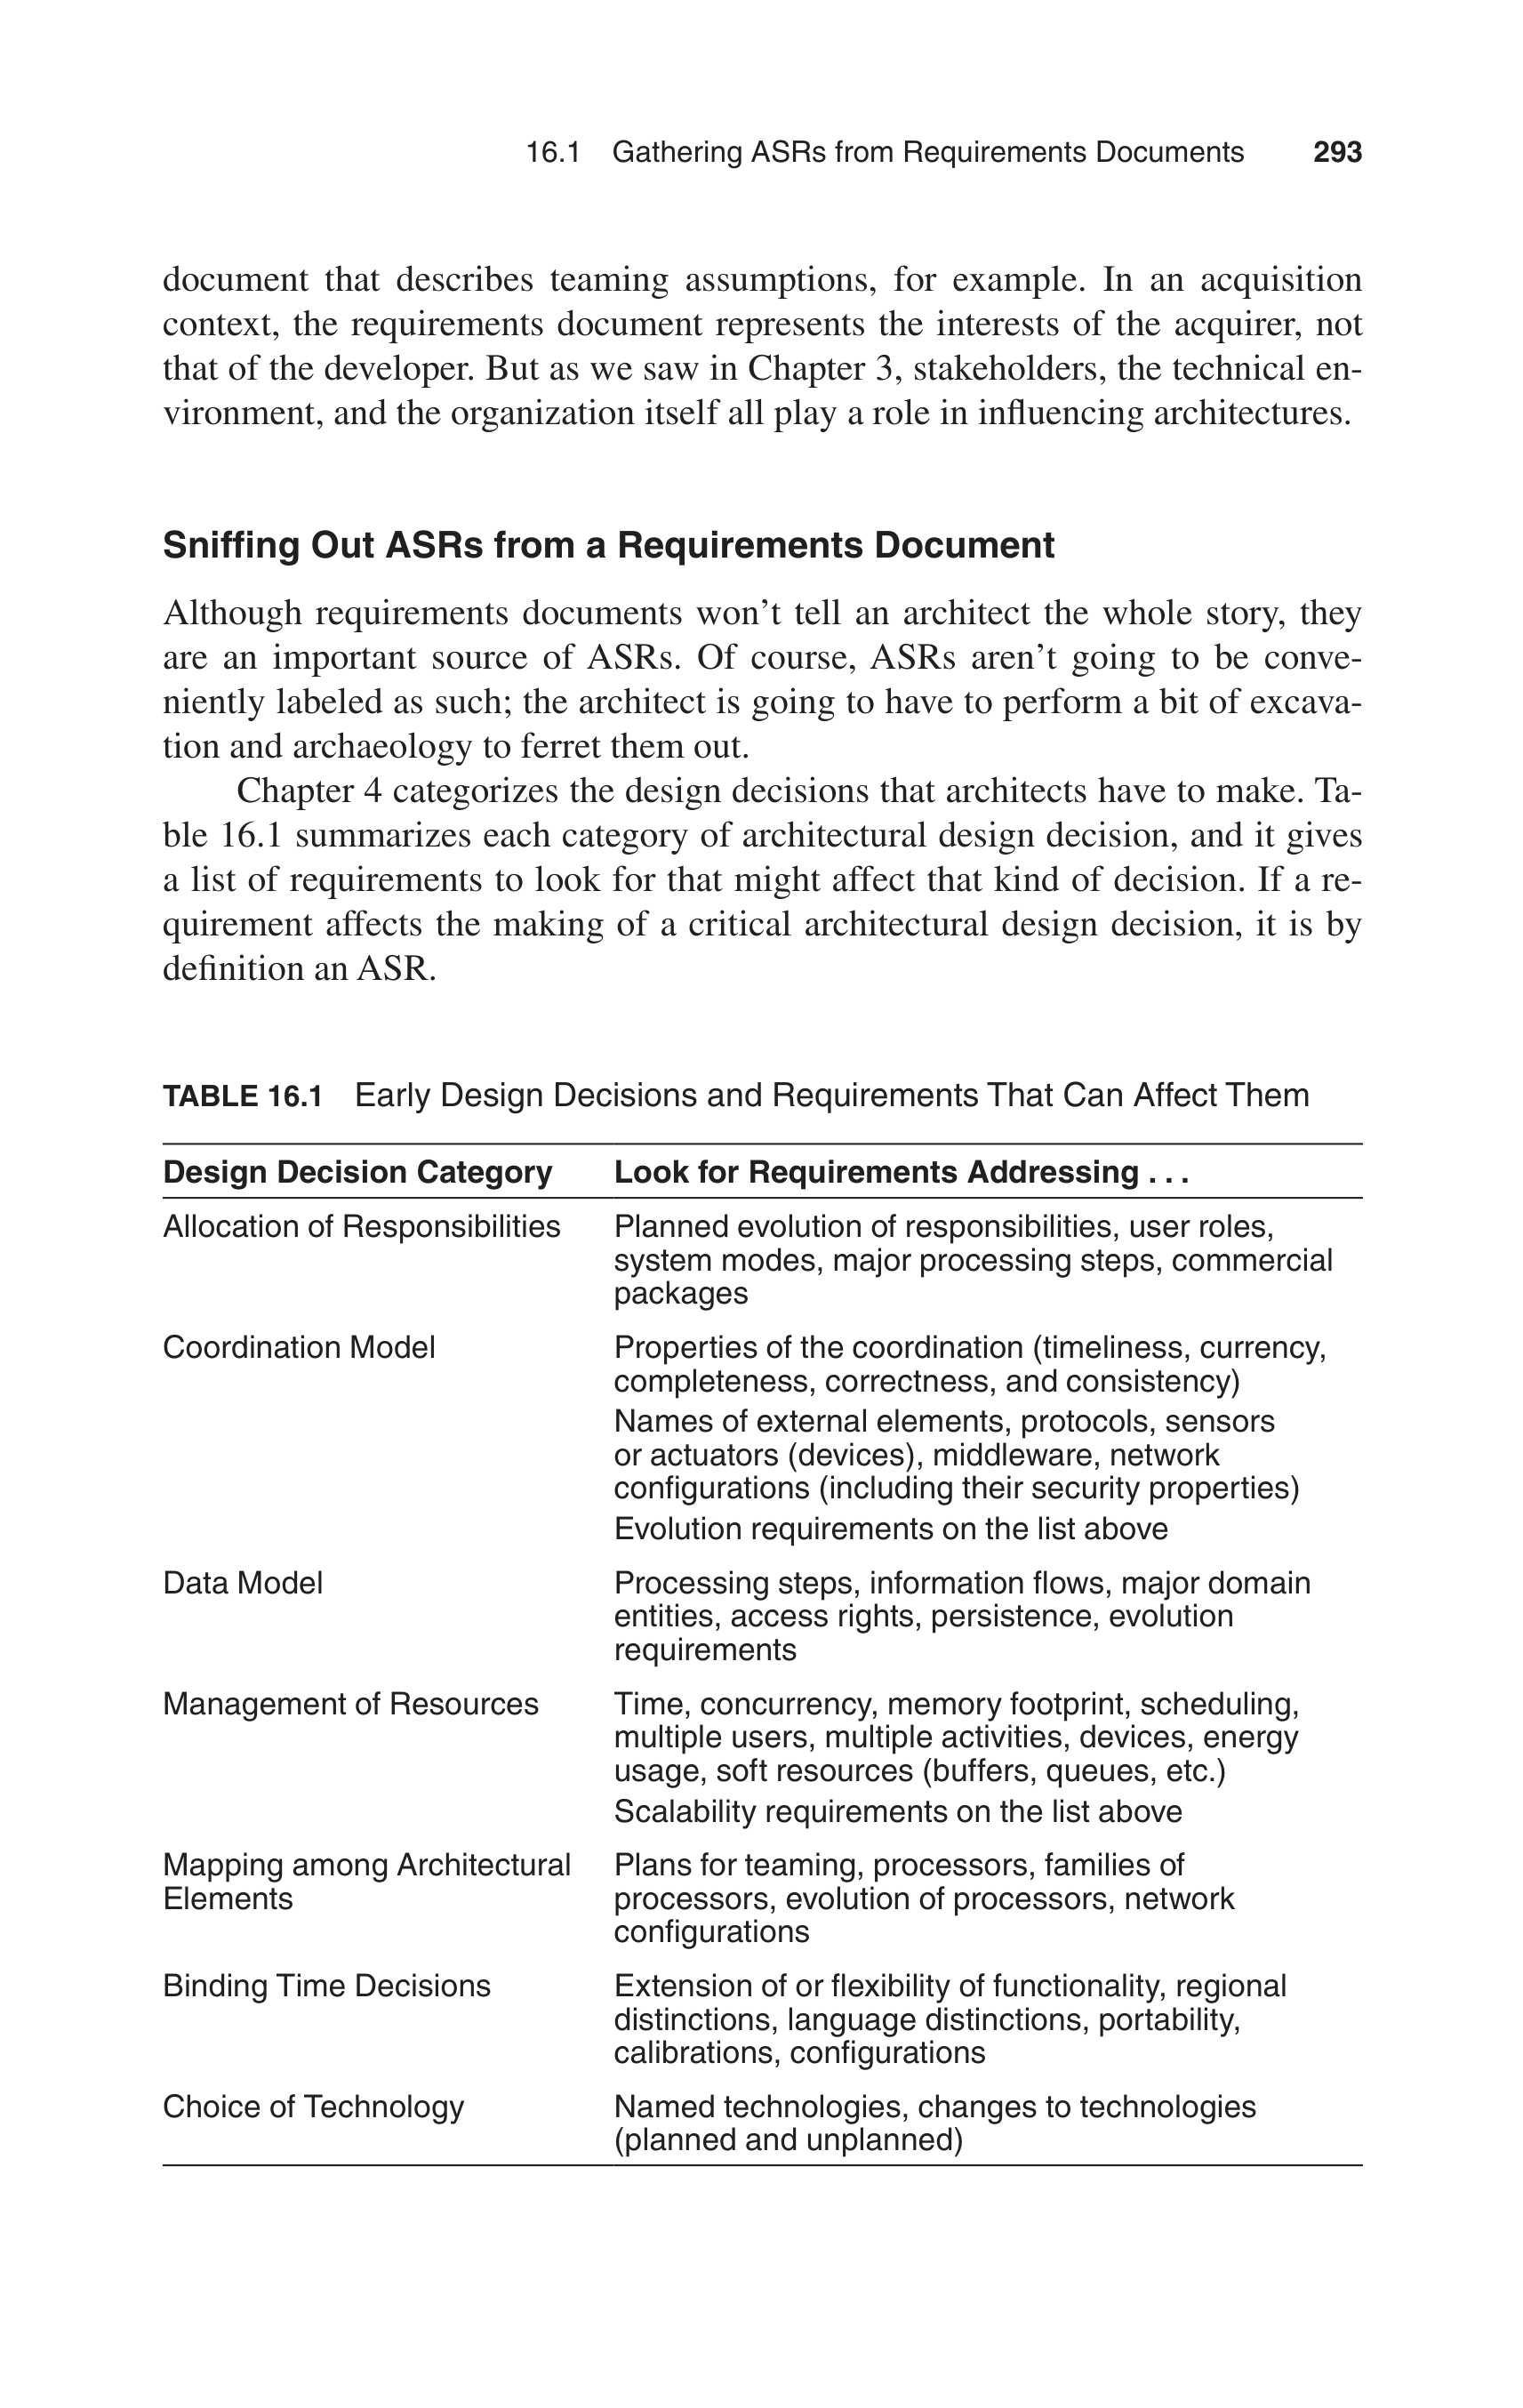 16.1 Gathering ASRs from Requirements Documents 293
document that describes teaming assumptions, for example. In an acquisition
context, the requirements document represents the interests of the acquirer, not
that of the developer. But as we saw in Chapter 3, stakeholders, the technical en-
vironment, and the organization itself all play a role in influencing architectures.
Sniffing Out ASRs from a Requirements Document
Although requirements documents won’t tell an architect the whole story, they
are an important source of ASRs. Of course, ASRs aren’t going to be conve-
niently labeled as such; the architect is going to have to perform a bit of excava-
tion and archaeology to ferret them out.
Chapter 4 categorizes the design decisions that architects have to make. Ta-
ble 16.1 summarizes each category of architectural design decision, and it gives
a list of requirements to look for that might affect that kind of decision. If a re-
quirement affects the making of a critical architectural design decision, it is by
definition an ASR.
TABLE 16.1 Early Design Decisions and Requirements That Can Affect Them
Design Decision Category Look for Requirements Addressing . . .
Allocation of Responsibilities Planned evolution of responsibilities, user roles,
system modes, major processing steps, commercial
packages
Coordination Model Properties of the coordination (timeliness, currency,
completeness, correctness, and consistency)
Names of external elements, protocols, sensors
or actuators (devices), middleware, network
configurations (including their security properties)
Evolution requirements on the list above
Data Model Processing steps, information flows, major domain
entities, access rights, persistence, evolution
requirements
Management of Resources Time, concurrency, memory footprint, scheduling,
multiple users, multiple activities, devices, energy
usage, soft resources (buffers, queues, etc.)
Scalability requirements on the list above
Mapping among Architectural Plans for teaming, processors, families of
Elements processors, evolution of processors, network
configurations
Binding Time Decisions Extension of or flexibility of functionality, regional
distinctions, language distinctions, portability,
calibrations, configurations
Choice of Technology Named technologies, changes to technologies
(planned and unplanned)